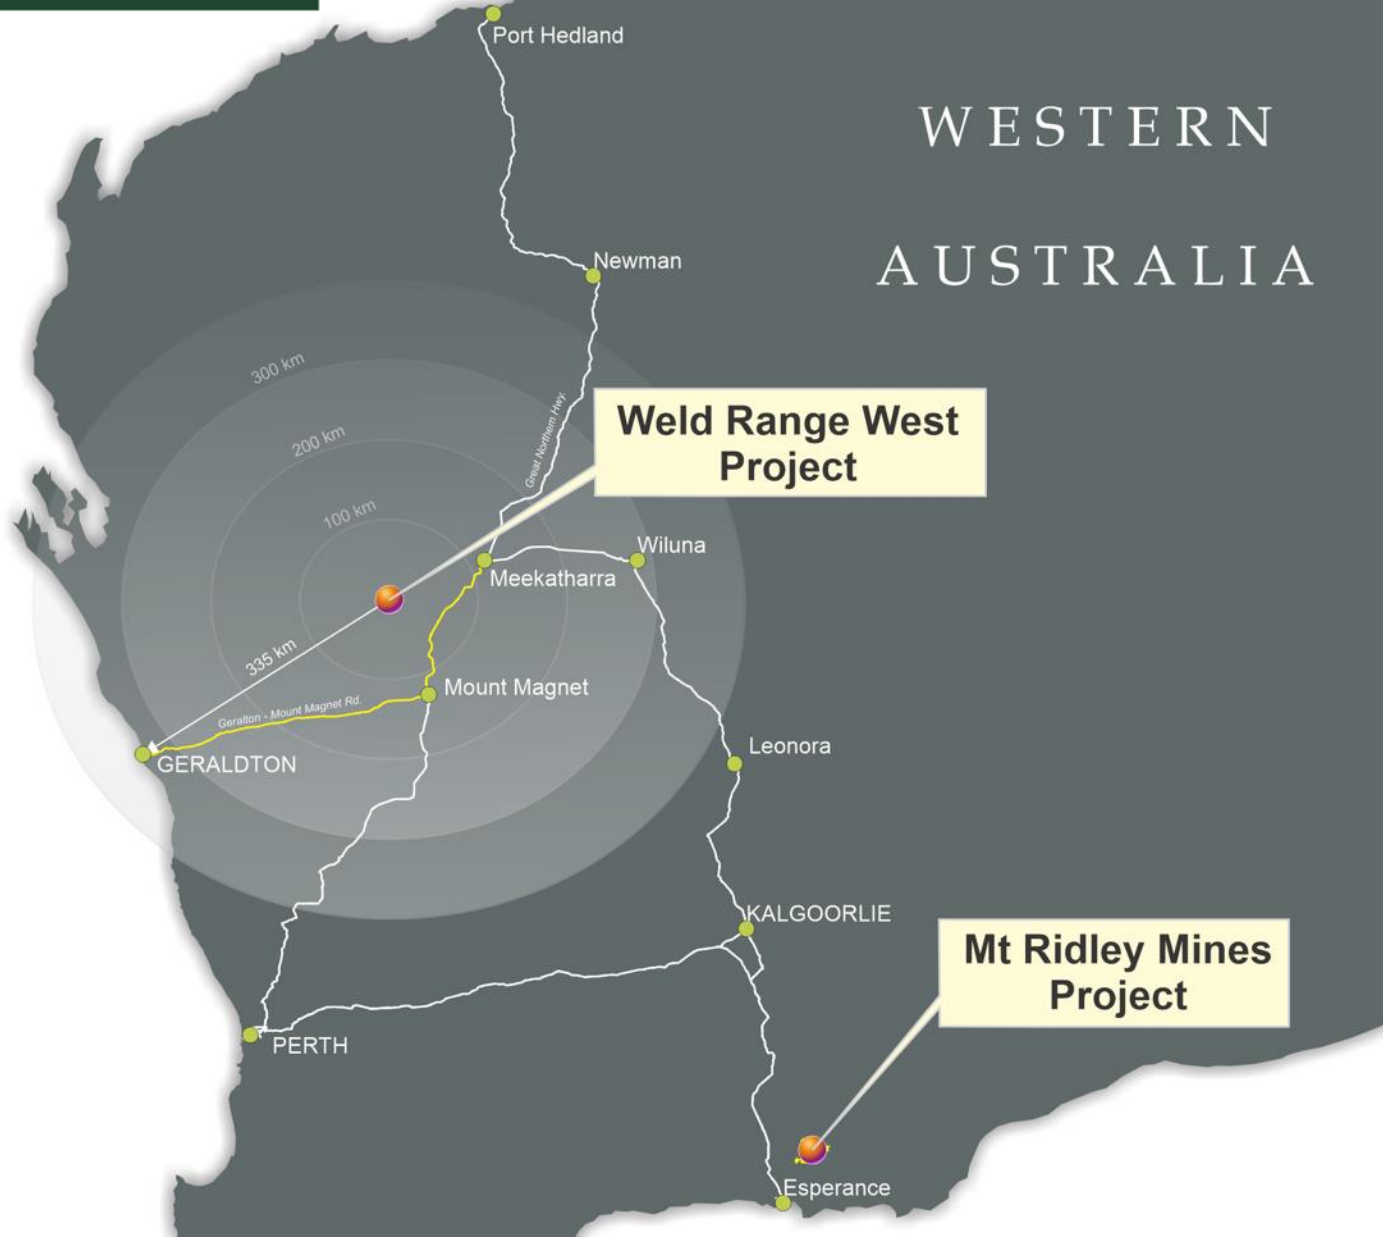 Port Hedland
WESTERN
AUSTRALIA
Newman
300 km
Great Northern Hwy.
Weld Range West
Project
200 km
100 km
Wiluna
Meekatharra
335 km
Mount Magnet
Geralton - Mount Magnet Rd.
Leonora
GERALDTON
KALGOORLIE
Mt Ridley Mines
Project
PERTH
Esperance